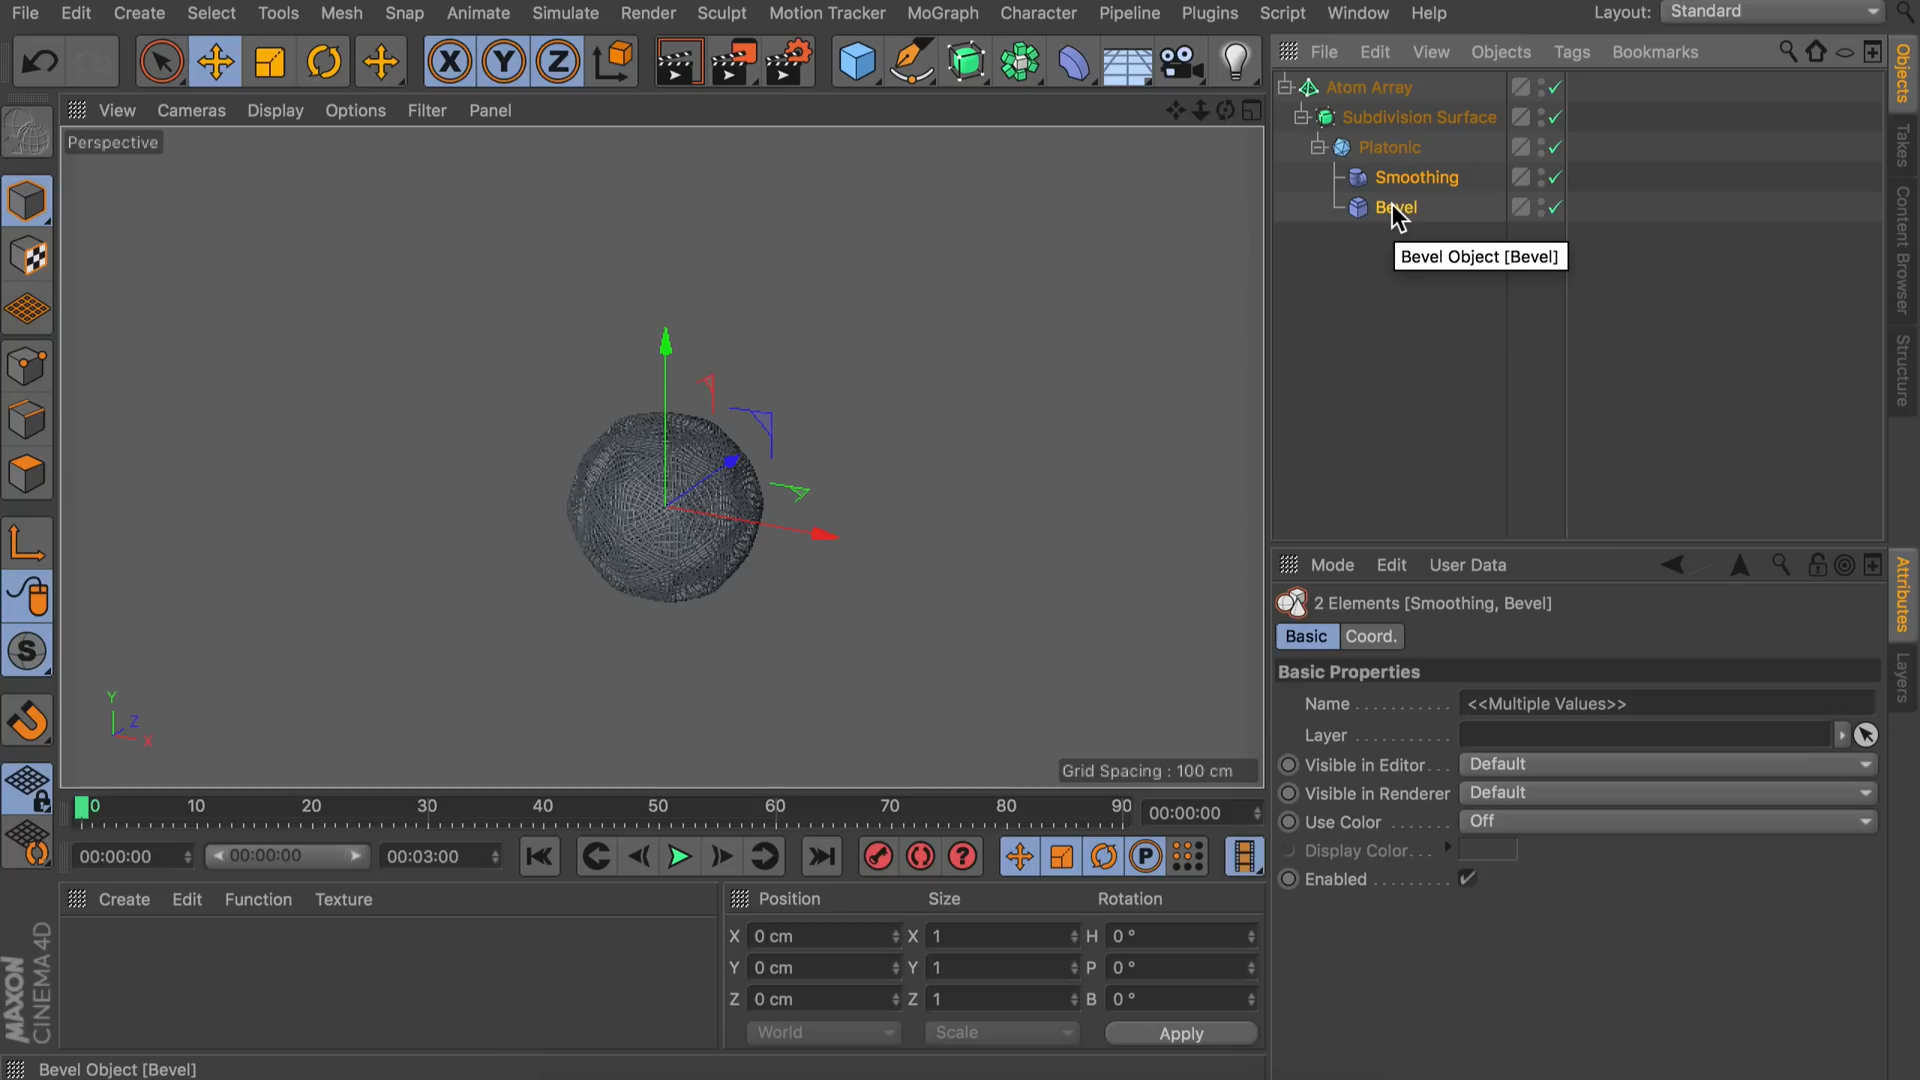 File Edit Create Select Tools Mesh Snap Animate Simulate Render Sculpt Motion Tracker MoGraph Character Pipeline Plugins Script Window Help Layout: Standard
X Y Z
File Edit View Objects Tags Bookmarks
View Cameras Display Options Filter Panel
Perspective
Atom Array
Subdivision Surface
Platonic
Smoothing
Bevel
Bevel Object [Bevel]
Objects
Takes
Content Browser
Structure
Y
Z
X
Grid Spacing : 100 cm
S
Mode Edit User Data
2 Elements [Smoothing, Bevel]
Basic Coord.
Basic Properties
Name . . . . . . . . . . . <<Multiple Values>>
Layer . . . . . . . . . . .
Visible in Editor . . . Default
Visible in Renderer Default
Use Color . . . . . . . Off
Display Color. . .
Enabled . . . . . . . . .
Attributes
Layers
0 10 20 30 40 50 60 70 80 90 00:00:00
00:00:00 00:00:00 00:03:00 ? P
Create Edit Function Texture
Position Size Rotation
X 0 cm X 1 H 0 °
Y 0 cm Y 1 P 0 °
Z 0 cm Z 1 B 0 °
World Scale Apply
MAXON
CINEMA 4D
Bevel Object [Bevel]